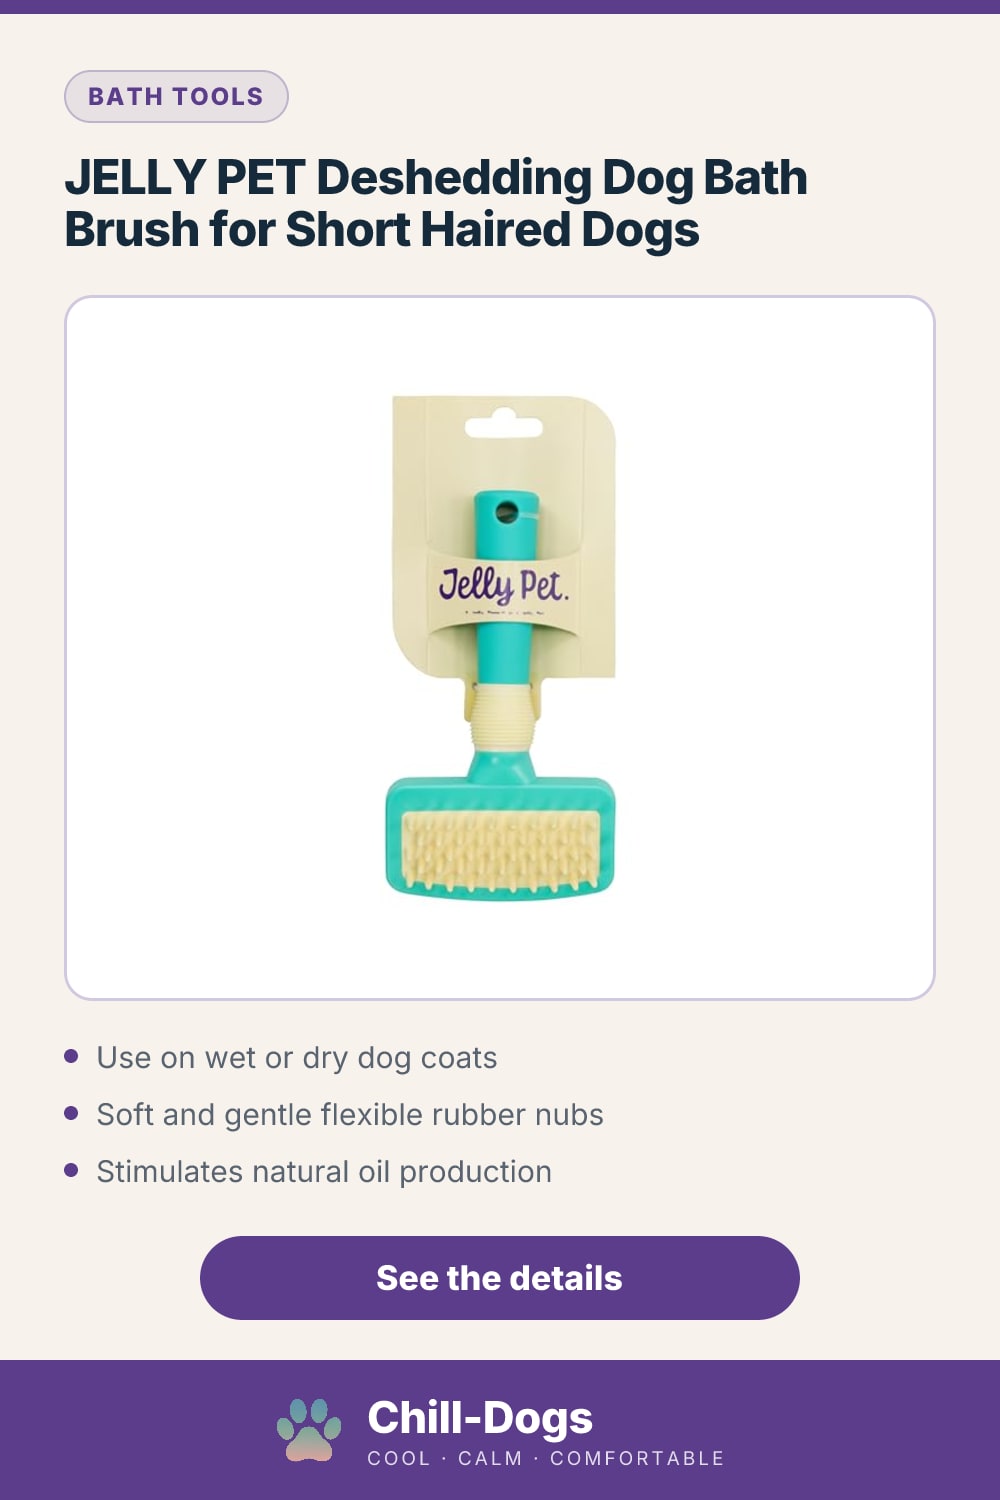 BATH TOOLS
JELLY PET Deshedding Dog Bath
Brush for Short Haired Dogs
Jelly Pet.
Use on wet or dry dog coats
Soft and gentle flexible rubber nubs
Stimulates natural oil production
See the details
Chill-Dogs
COOL · CALM · COMFORTABLE